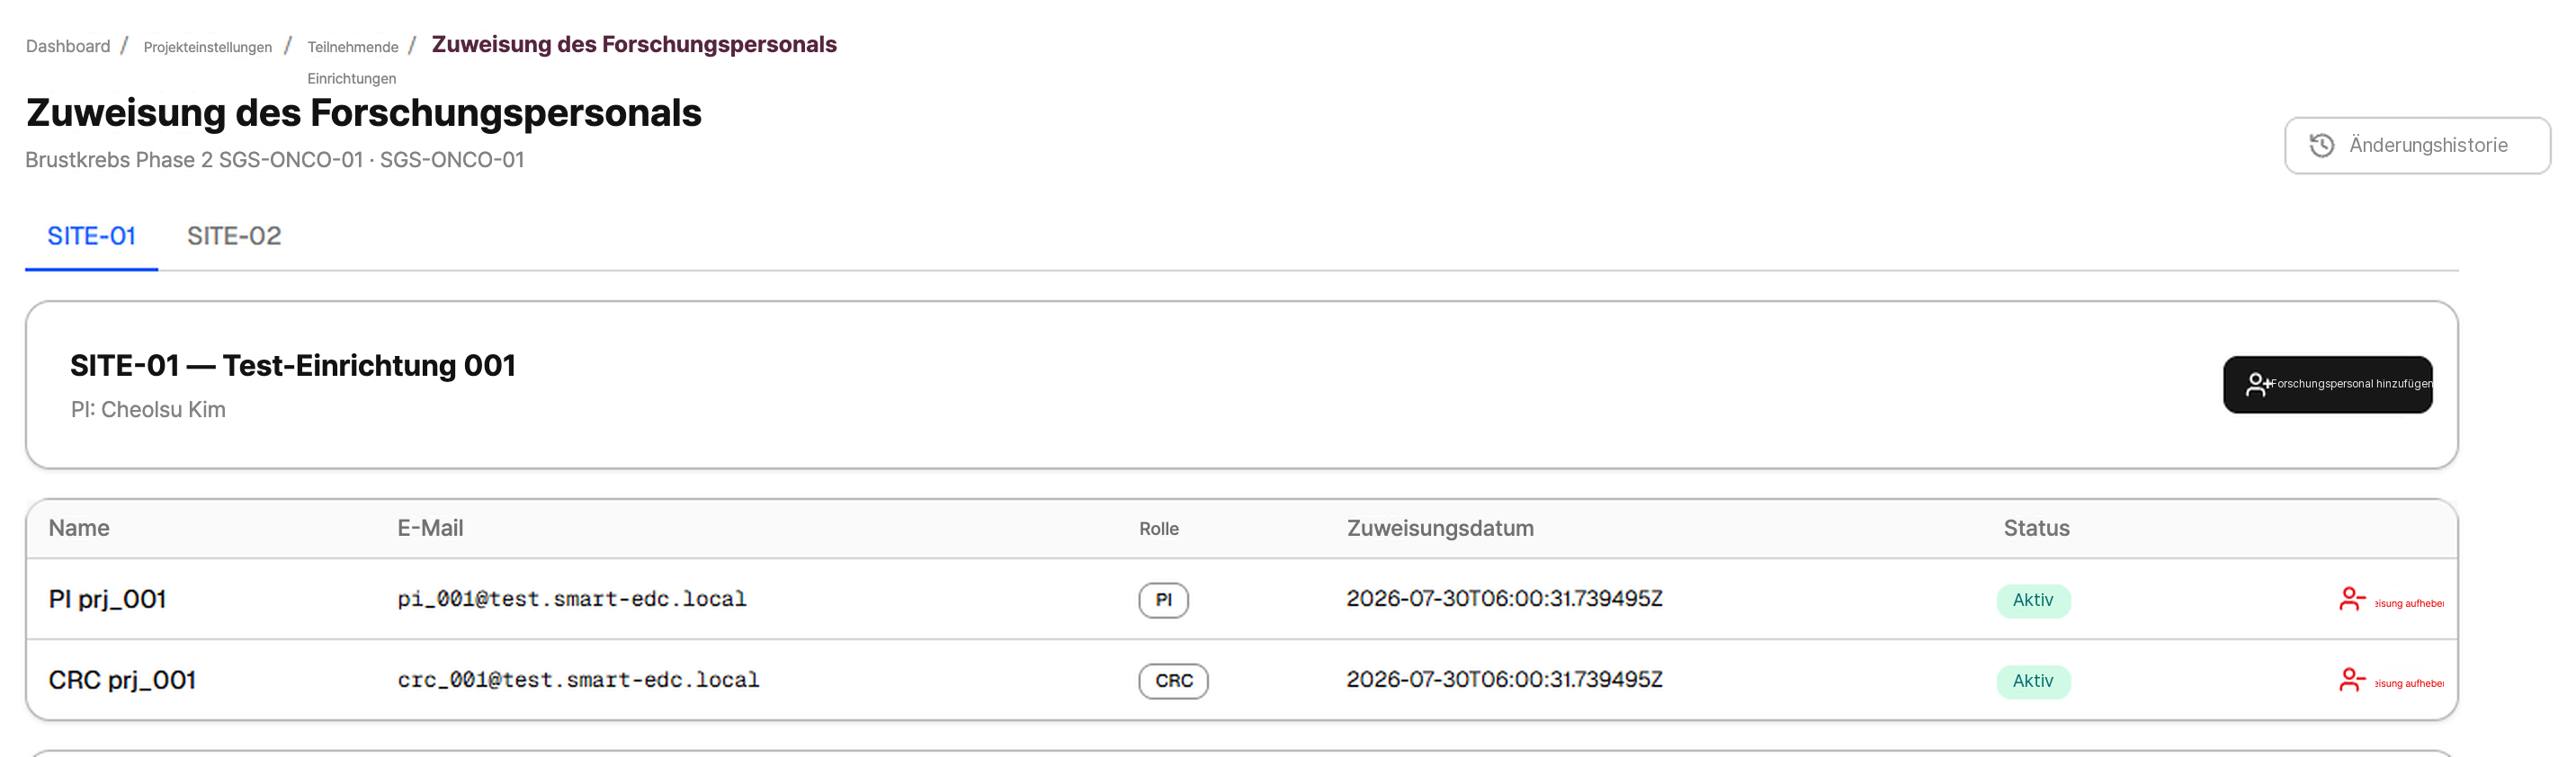 Dashboard / Projekteinstellungen / Teilnehmende Einrichtungen / Zuweisung des Forschungspersonals
Zuweisung des Forschungspersonals
Brustkrebs Phase 2 SGS-ONCO-01 · SGS-ONCO-01
Änderungshistorie
SITE-01 SITE-02
SITE-01 — Test-Einrichtung 001
PI: Cheolsu Kim
Forschungspersonal hinzufügen
Name E-Mail Rolle Zuweisungsdatum Status
PI prj_001 pi_001@test.smart-edc.local PI 2026-07-30T06:00:31.739495Z Aktiv aufheben
CRC prj_001 crc_001@test.smart-edc.local CRC 2026-07-30T06:00:31.739495Z Aktiv aufheben